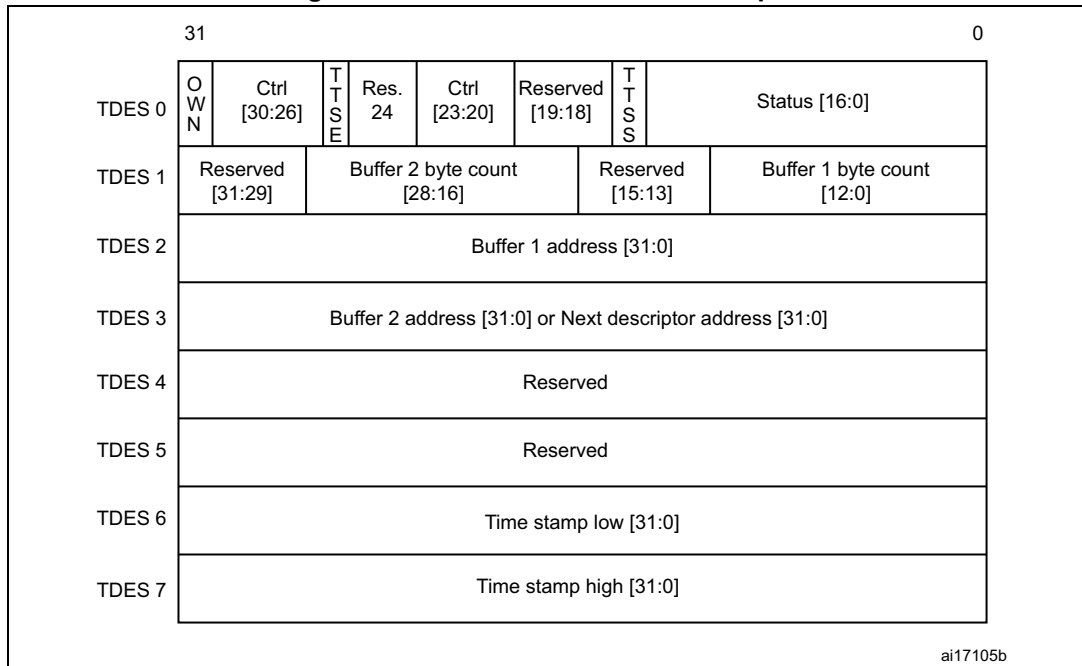 31 0
TDES 0 OWN Ctrl [30:26] TTSE Res. 24 Ctrl [23:20] Reserved [19:18] TTSS Status [16:0]
TDES 1 Reserved [31:29] Buffer 2 byte count [28:16] Reserved [15:13] Buffer 1 byte count [12:0]
TDES 2 Buffer 1 address [31:0]
TDES 3 Buffer 2 address [31:0] or Next descriptor address [31:0]
TDES 4 Reserved
TDES 5 Reserved
TDES 6 Time stamp low [31:0]
TDES 7 Time stamp high [31:0]
ai17105b